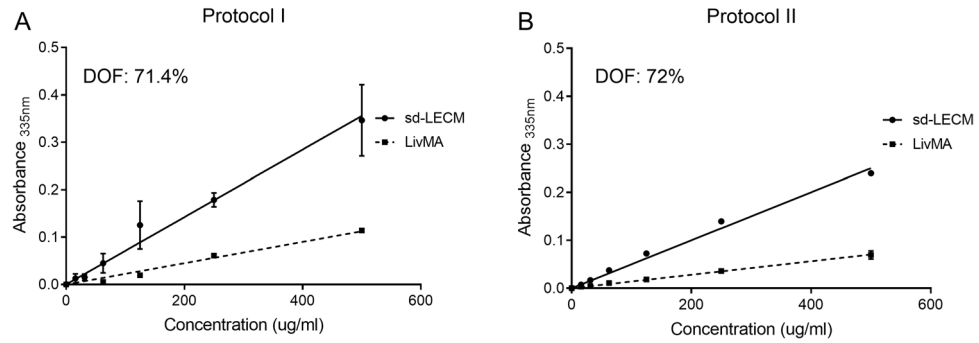 A
Protocol I
DOF: 71.4%
Absorbance 335nm
0.5
0.4
0.3
0.2
0.1
0.0
0
200
400
600
Concentration (ug/ml)
sd-LECM
LivMA
B
Protocol II
DOF: 72%
Absorbance 335nm
0.5
0.4
0.3
0.2
0.1
0.0
0
200
400
600
Concentration (ug/ml)
sd-LECM
LivMA